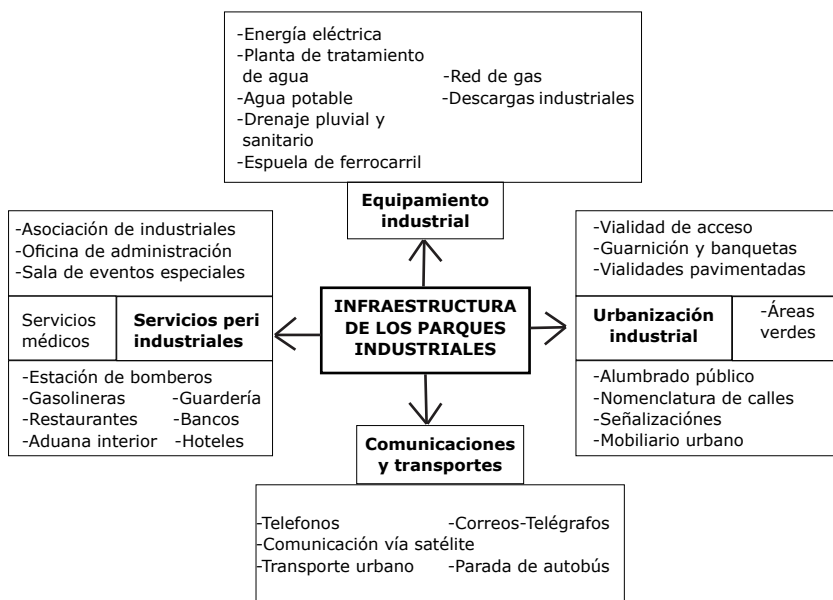 -Energía eléctrica
-Planta de tratamiento
de agua
-Agua potable
-Drenaje pluvial y
sanitario
-Espuela de ferrocarril
-Red de gas
-Descargas industriales
Equipamiento
industrial
-Asociación de industriales
-Oficina de administración
-Sala de eventos especiales
Servicios
médicos
Servicios peri
industriales
-Estación de bomberos
-Gasolineras -Guardería
-Restaurantes -Bancos
-Aduana interior -Hoteles
INFRAESTRUCTURA
DE LOS PARQUES
INDUSTRIALES
-Vialidad de acceso
-Guarnición y banquetas
-Vialidades pavimentadas
Urbanización
industrial
-Áreas
verdes
-Alumbrado público
-Nomenclatura de calles
-Señalizaciónes
-Mobiliario urbano
Comunicaciones
y transportes
-Telefonos -Correos-Telégrafos
-Comunicación vía satélite
-Transporte urbano -Parada de autobús